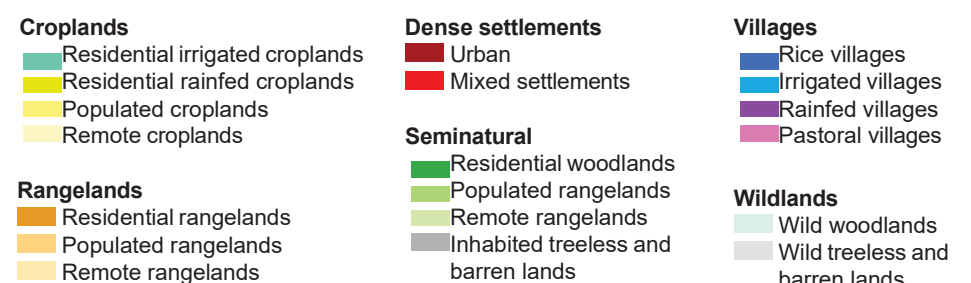 Croplands
Residential irrigated croplands
Residential rainfed croplands
Populated croplands
Remote croplands
Rangelands
Residential rangelands
Populated rangelands
Remote rangelands
Dense settlements
Urban
Mixed settlements
Seminatural
Residential woodlands
Populated rangelands
Remote rangelands
Inhabited treeless and
barren lands
Villages
Rice villages
Irrigated villages
Rainfed villages
Pastoral villages
Wildlands
Wild woodlands
Wild treeless and
barren lands